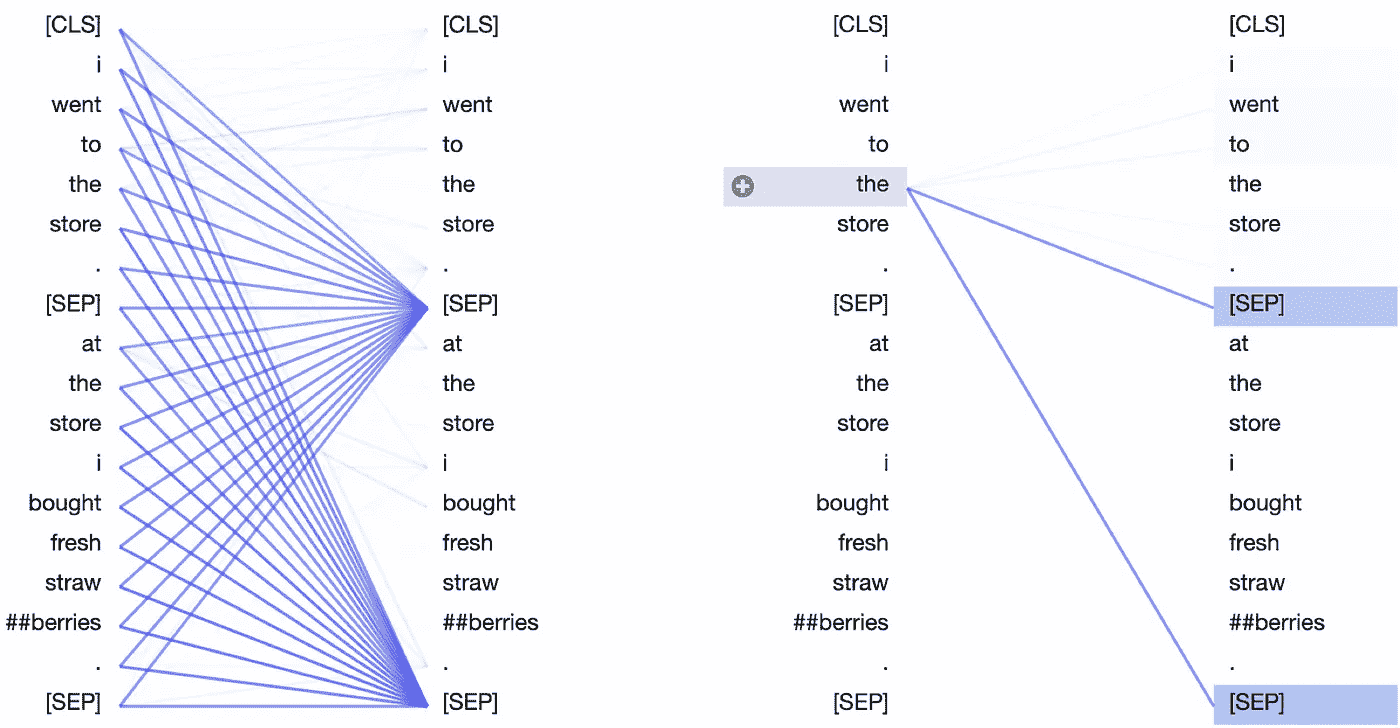 [CLS] [CLS] [CLS] [CLS]
i i i i
went went went went
to to to to
the the the the
store store store store
. . . .
[SEP] [SEP] [SEP] [SEP]
at at at at
the the the the
store store store store
i i i i
bought bought bought bought
fresh fresh fresh fresh
straw straw straw straw
##berries ##berries ##berries ##berries
. . . .
[SEP] [SEP] [SEP] [SEP]